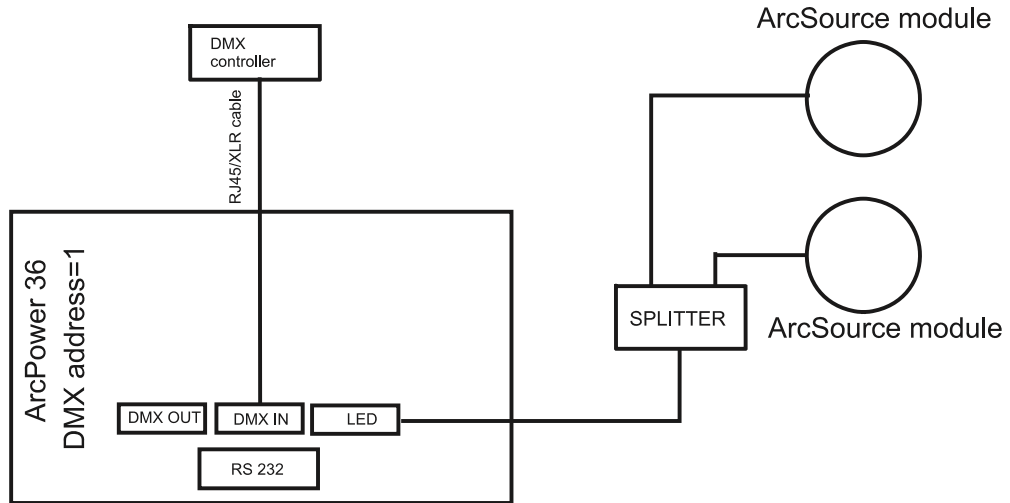 ArcSource module
DMX
controller
RJ45/XLR cable
ArcPower 36
DMX address=1
SPLITTER
ArcSource module
DMX OUT
DMX IN
LED
RS 232